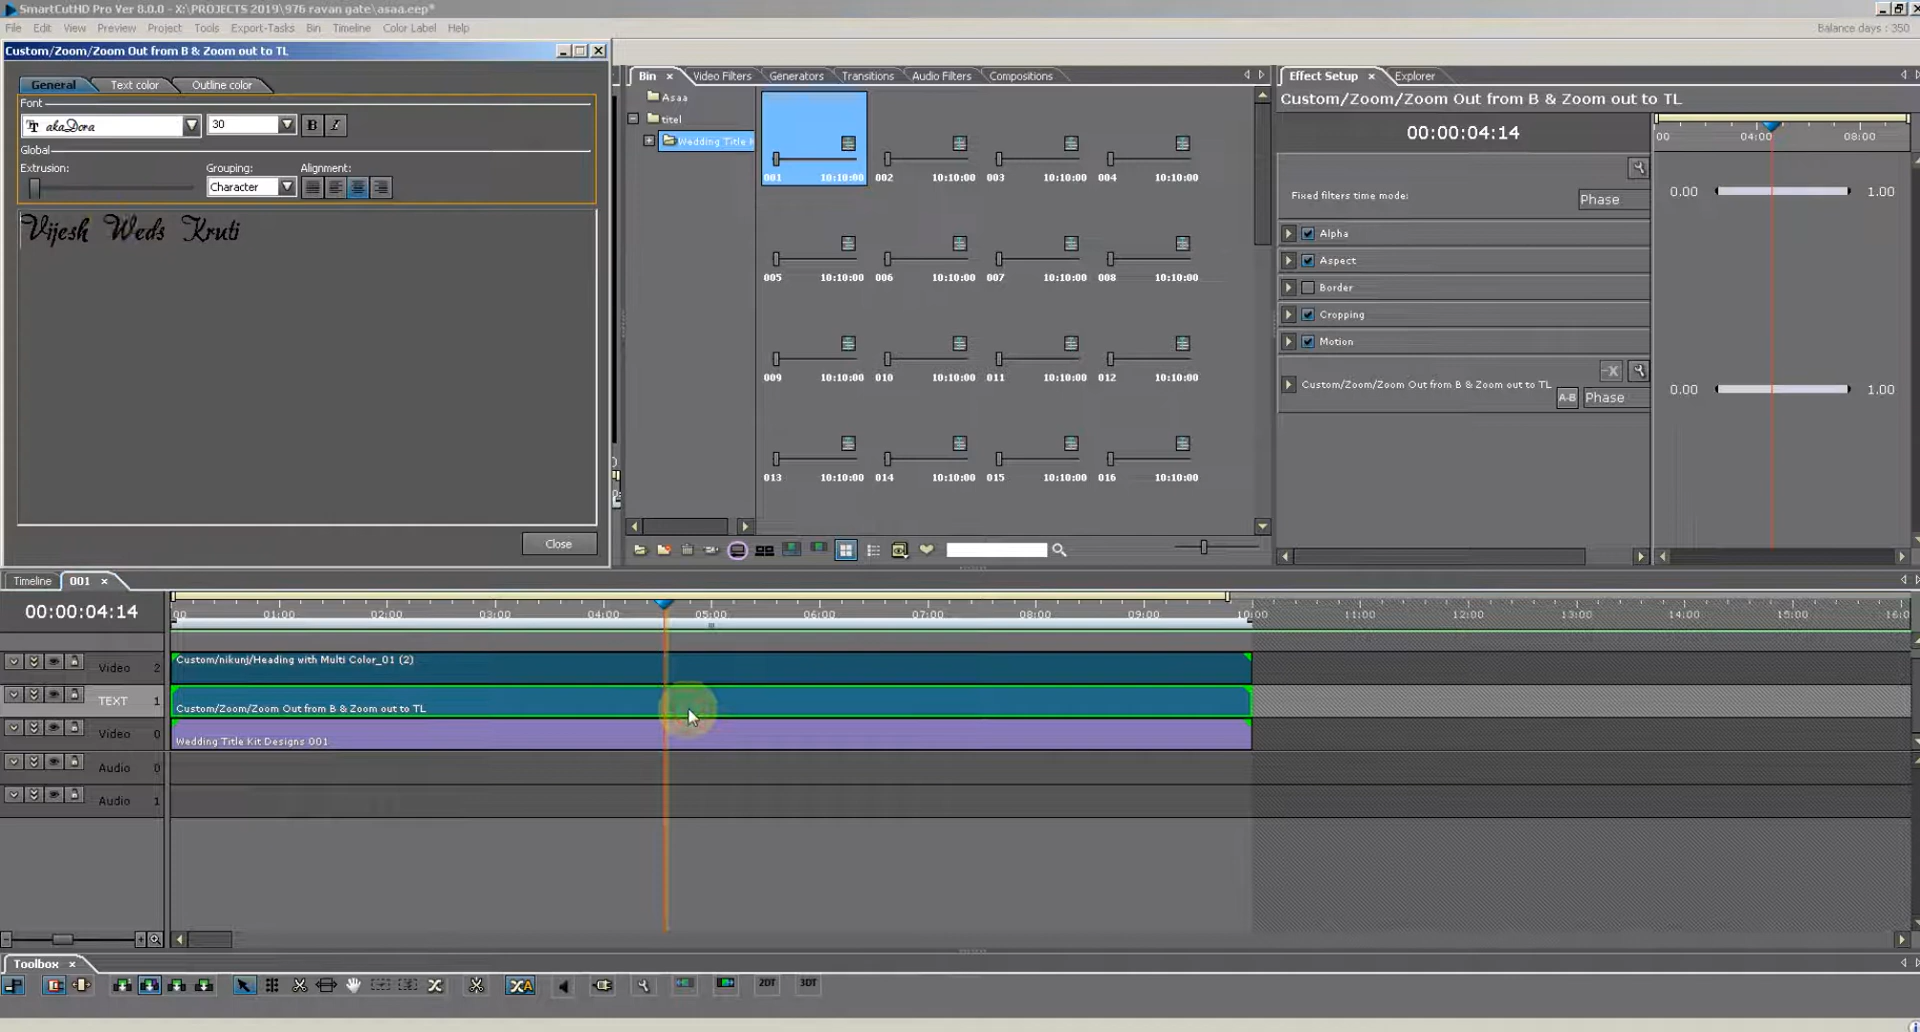 SmartCutHD Pro Ver 8.0.0 - X:\PROJECTS 2019\976 ravan gate\asaa.eep*
File Edit View Preview Project Tools Export-Tasks Bin Timeline Color Label Help
Balance days : 350
Custom/Zoom/Zoom Out from B & Zoom out to TL
General Text color Outline color
Font
akaDora 30 B I
Global
Extrusion: Grouping: Alignment:
Character
Vijesh Weds Kruti
Close
Bin × Video Filters Generators Transitions Audio Filters Compositions
Asaa
titel
Wedding Title
001 10:10:00 002 10:10:00 003 10:10:00 004 10:10:00
005 10:10:00 006 10:10:00 007 10:10:00 008 10:10:00
009 10:10:00 010 10:10:00 011 10:10:00 012 10:10:00
013 10:10:00 014 10:10:00 015 10:10:00 016 10:10:00
Effect Setup × Explorer
Custom/Zoom/Zoom Out from B & Zoom out to TL
00:00:04:14 00 04:00 08:00
Fixed filters time mode: Phase 0.00 1.00
Alpha
Aspect
Border
Cropping
Motion
Custom/Zoom/Zoom Out from B & Zoom out to TL -X
A-B Phase 0.00 1.00
Timeline 001 ×
00:00:04:14 00 01:00 02:00 03:00 04:00 05:00 06:00 07:00 08:00 09:00 10:00 11:00 12:00 13:00 14:00 15:00 16:0
Video 2 Custom/nikunj/Heading with Multi Color_01 (2)
TEXT 1 Custom/Zoom/Zoom Out from B & Zoom out to TL
Video 0 Wedding Title Kit Designs 001
Audio 0
Audio 1
Toolbox ×
XA 2DT 3DT